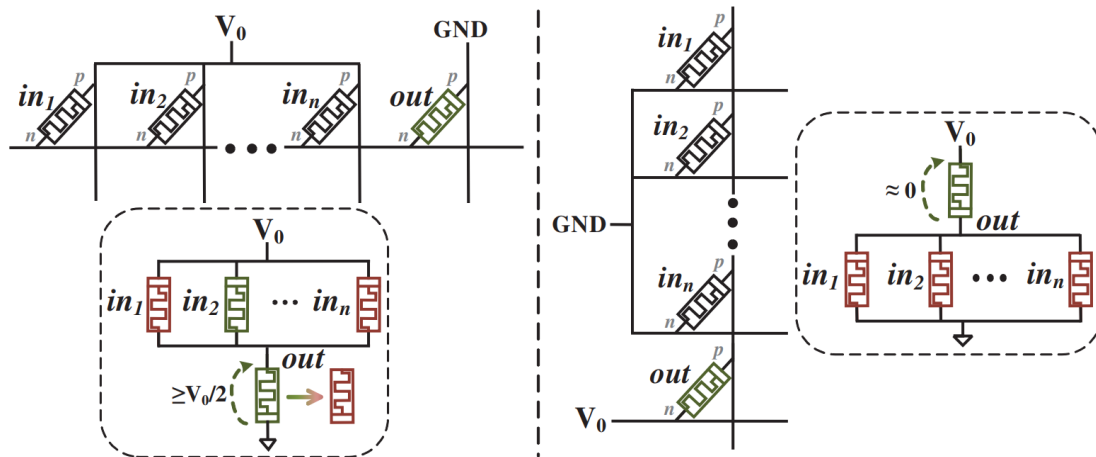 V₀
GND
in₁
p
n
in₂
p
n
•••
inₙ
p
n
out
p
n
V₀
in₁
in₂
•••
inₙ
out
≥V₀/2
in₁
p
n
in₂
p
n
GND
inₙ
p
n
out
p
n
V₀
V₀
≈ 0
out
in₁
in₂
•••
inₙ